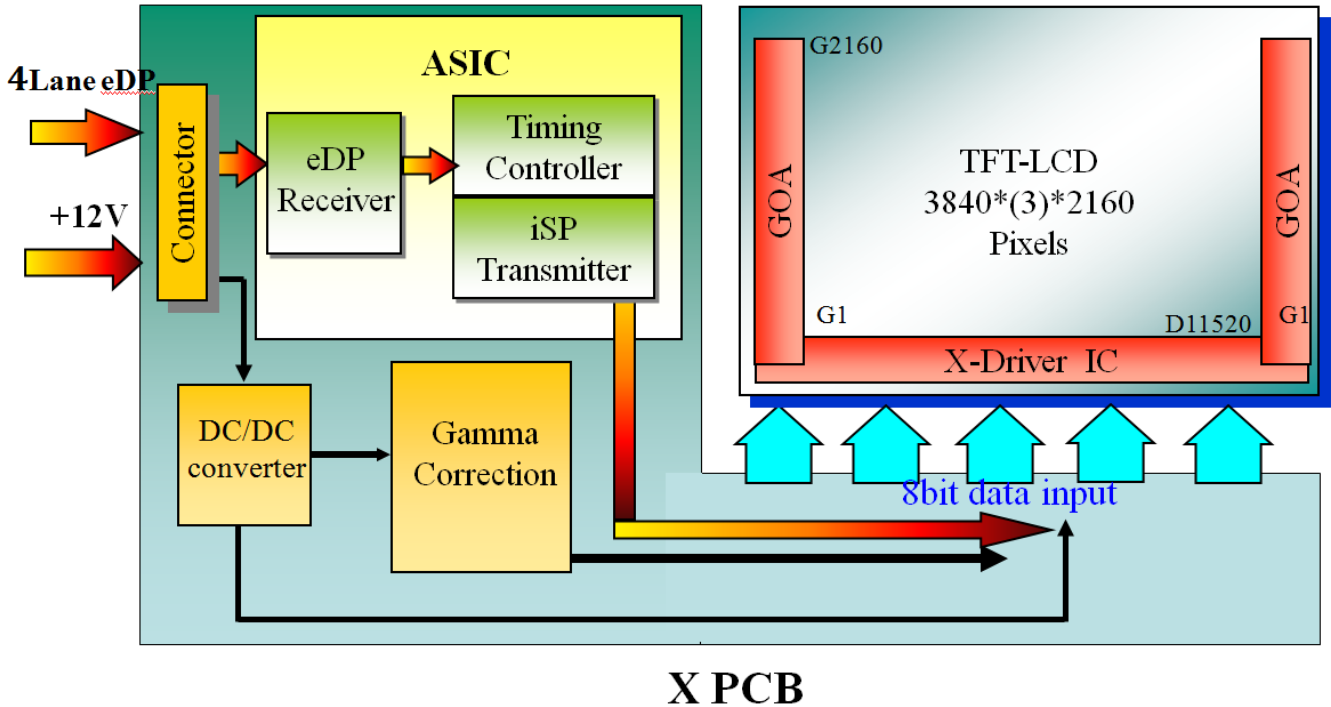 4Lane eDP
+12V
Connector
ASIC
eDP
Receiver
Timing
Controller
iSP
Transmitter
DC/DC
converter
Gamma
Correction
G2160
GOA
TFT-LCD
3840*(3)*2160
Pixels
GOA
G1
D11520
G1
X-Driver IC
8bit data input
X PCB